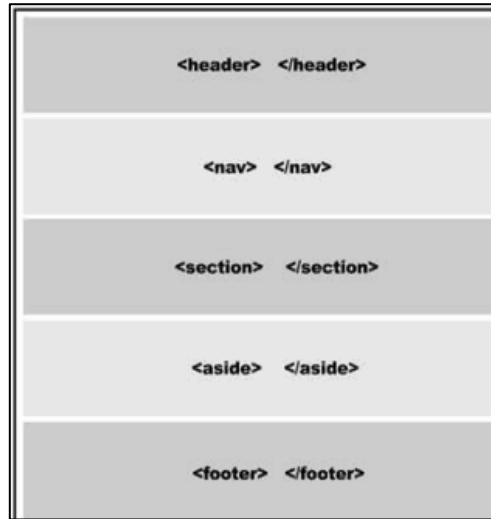 <header> </header>
<nav> </nav>
<section> </section>
<aside> </aside>
<footer> </footer>